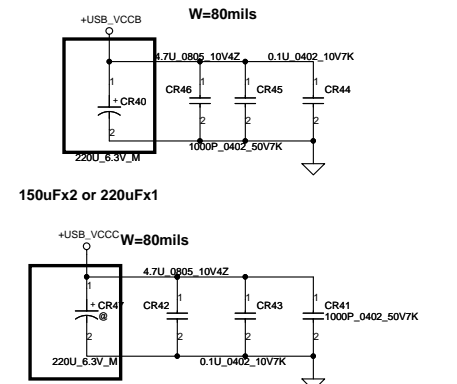 +USB_VCCB
W=80mils
4.7U_0805_10V4Z
0.1U_0402_10V7K
1
1
1
1
+ CR40
CR46
CR45
CR44
2
2
2
2
220U_6.3V_M
1000P_0402_50V7K
150uFx2 or 220uFx1
+USB_VCCC
W=80mils
4.7U_0805_10V4Z
1
1
1
1
+ CR47
@
CR42
CR43
CR41
1000P_0402_50V7K
2
2
2
2
220U_6.3V_M
0.1U_0402_10V7K